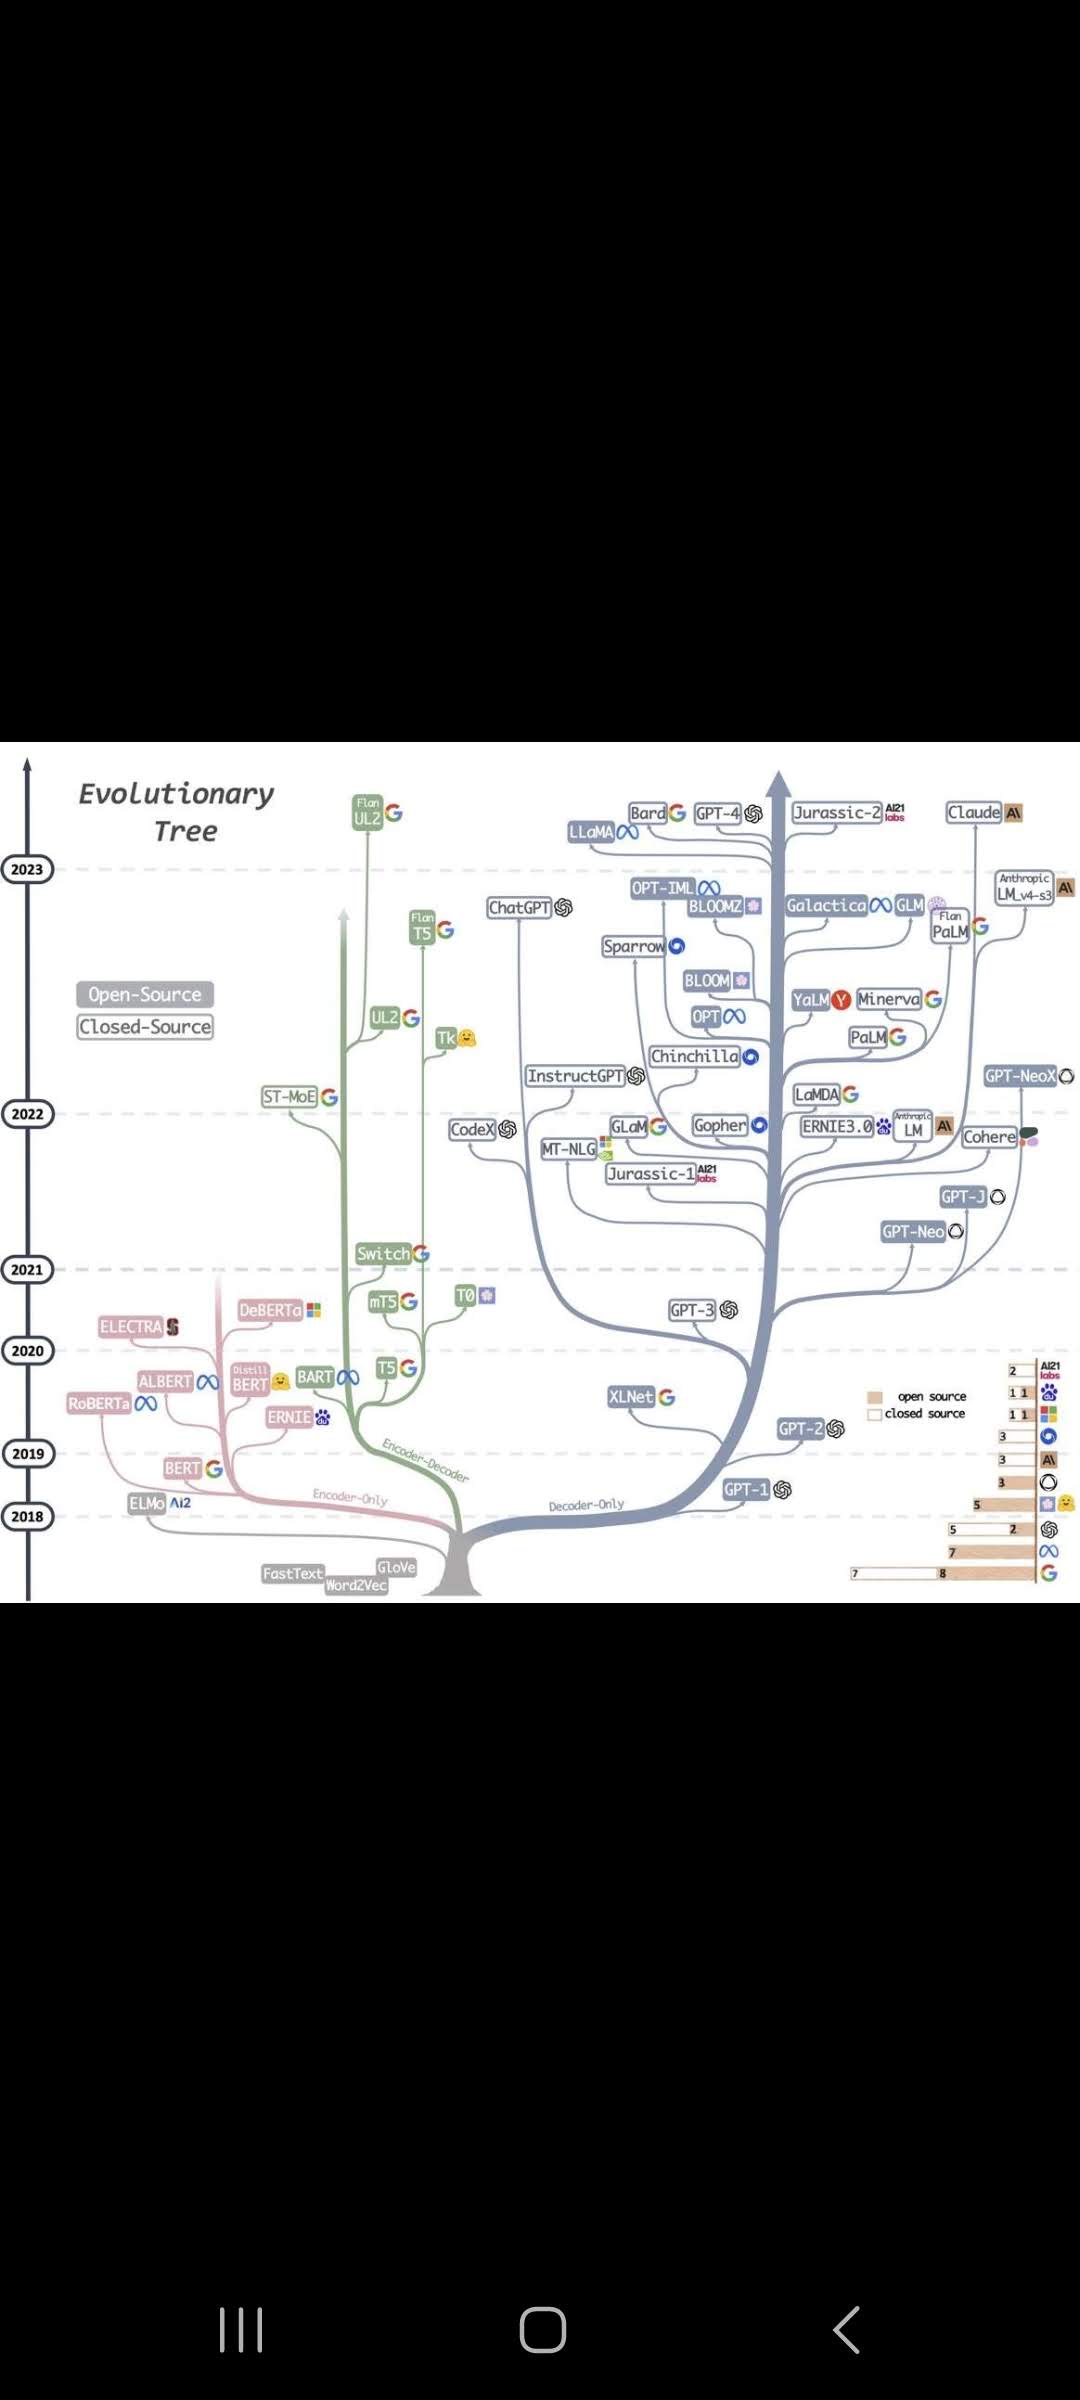 Evolutionary
Tree
2023
2022
2021
2020
2019
2018
Open-Source
Closed-Source
Flan
UL2
Flan
T5
UL2
Tk
ST-MoE
Switch
mT5
T0
T5
BART
DeBERTa
ELECTRA
ALBERT
Distill
BERT
RoBERTa
ERNIE
BERT
ELMo
AI2
Encoder-Only
Encoder-Decoder
Decoder-Only
FastText
Word2Vec
GloVe
LLaMA
Bard
GPT-4
Jurassic-2
AI21
labs
Claude
A\
ChatGPT
OPT-IML
BLOOMZ
Galactica
GLM
Flan
PaLM
Anthropic
LM_v4-s3
A\
Sparrow
BLOOM
YaLM
Y
Minerva
OPT
PaLM
Chinchilla
InstructGPT
GPT-NeoX
LaMDA
CodeX
GLaM
Gopher
ERNIE3.0
du
Anthropic
LM
A\
Cohere
MT-NLG
Jurassic-1
AI21
labs
GPT-J
GPT-Neo
GPT-3
XLNet
GPT-2
GPT-1
open source
closed source
2
AI21
labs
1 1
du
1 1
3
3
A\
3
5
5 2
7
7 8